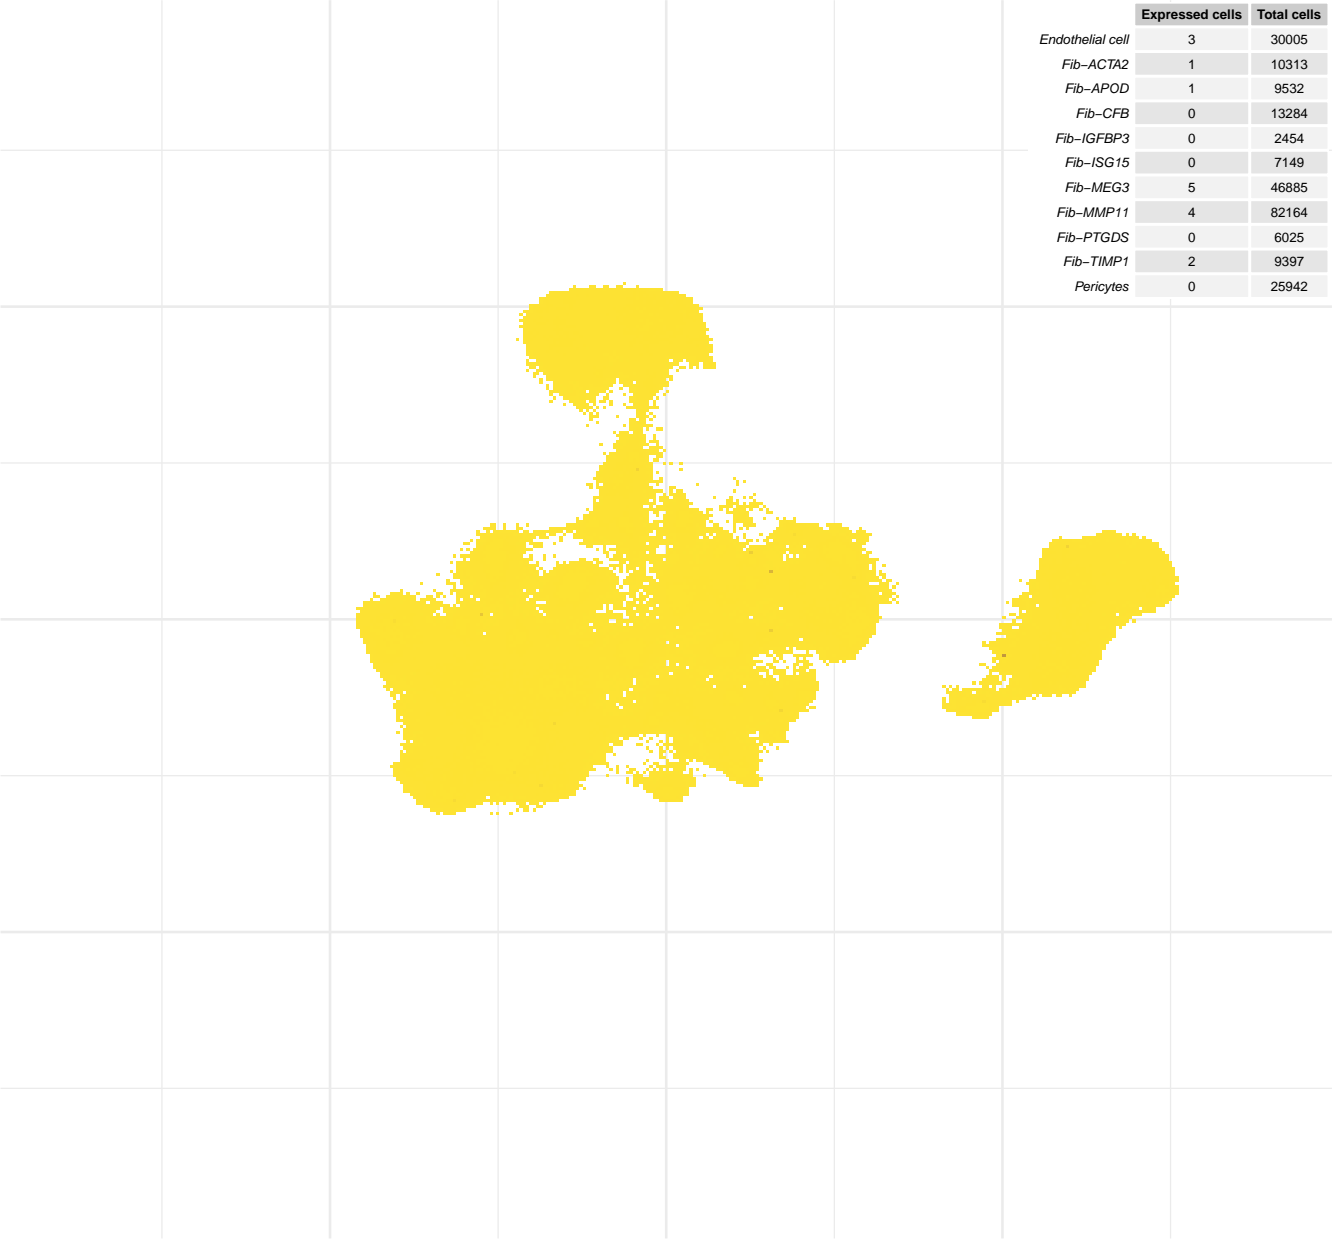 Expressed cells Total cells
Endothelial cell 3 30005
Fib−ACTA2 1 10313
Fib−APOD 1 9532
Fib−CFB 0 13284
Fib−IGFBP3 0 2454
Fib−ISG15 0 7149
Fib−MEG3 5 46885
Fib−MMP11 4 82164
Fib−PTGDS 0 6025
Fib−TIMP1 2 9397
Pericytes 0 25942